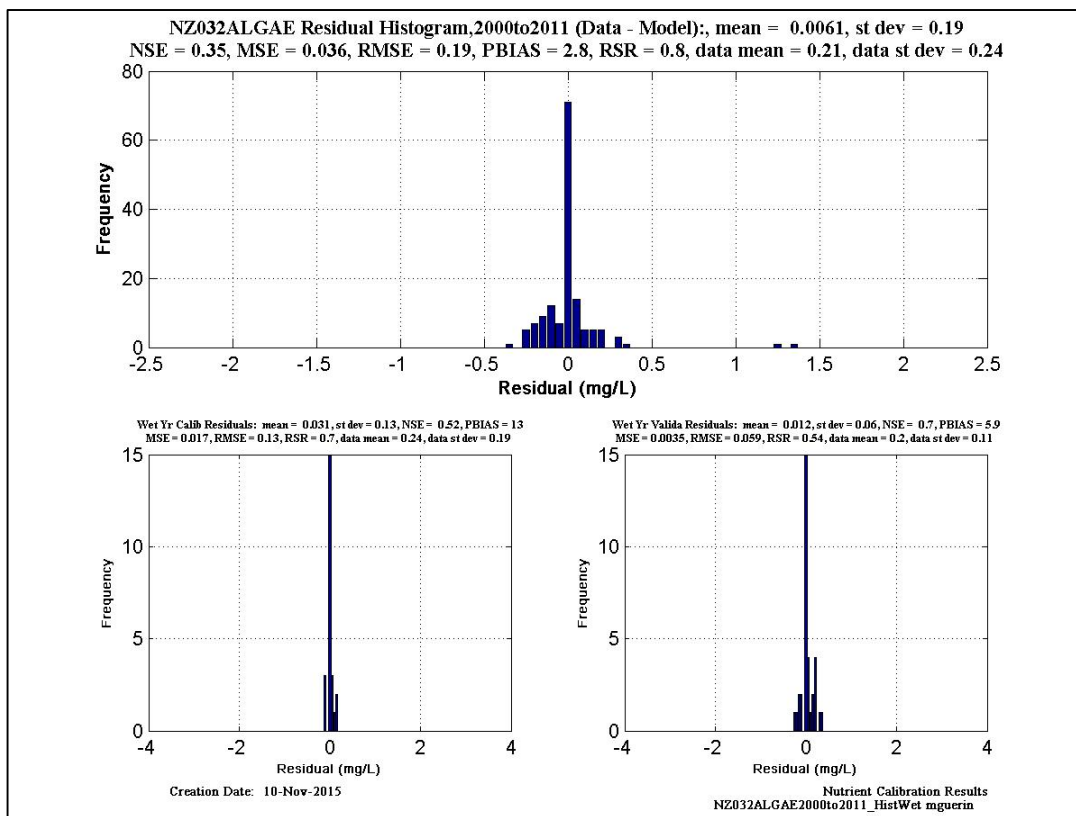 NZ032ALGAE Residual Histogram,2000to2011 (Data - Model):, mean = 0.0061, st dev = 0.19
NSE = 0.35, MSE = 0.036, RMSE = 0.19, PBIAS = 2.8, RSR = 0.8, data mean = 0.21, data st dev = 0.24
80
60
40
20
0
Frequency
-2.5 -2 -1.5 -1 -0.5 0 0.5 1 1.5 2 2.5
Residual (mg/L)
Wet Yr Calib Residuals: mean = 0.031, st dev = 0.13, NSE = 0.52, PBIAS = 13
MSE = 0.017, RMSE = 0.13, RSR = 0.7, data mean = 0.24, data st dev = 0.19
15
10
5
0
Frequency
-4 -2 0 2 4
Residual (mg/L)
Wet Yr Valida Residuals: mean = 0.012, st dev = 0.06, NSE = 0.7, PBIAS = 5.9
MSE = 0.0035, RMSE = 0.059, RSR = 0.54, data mean = 0.2, data st dev = 0.11
15
10
5
0
Frequency
-4 -2 0 2 4
Residual (mg/L)
Creation Date: 10-Nov-2015
Nutrient Calibration Results
NZ032ALGAE2000to2011_HistWet mguerin